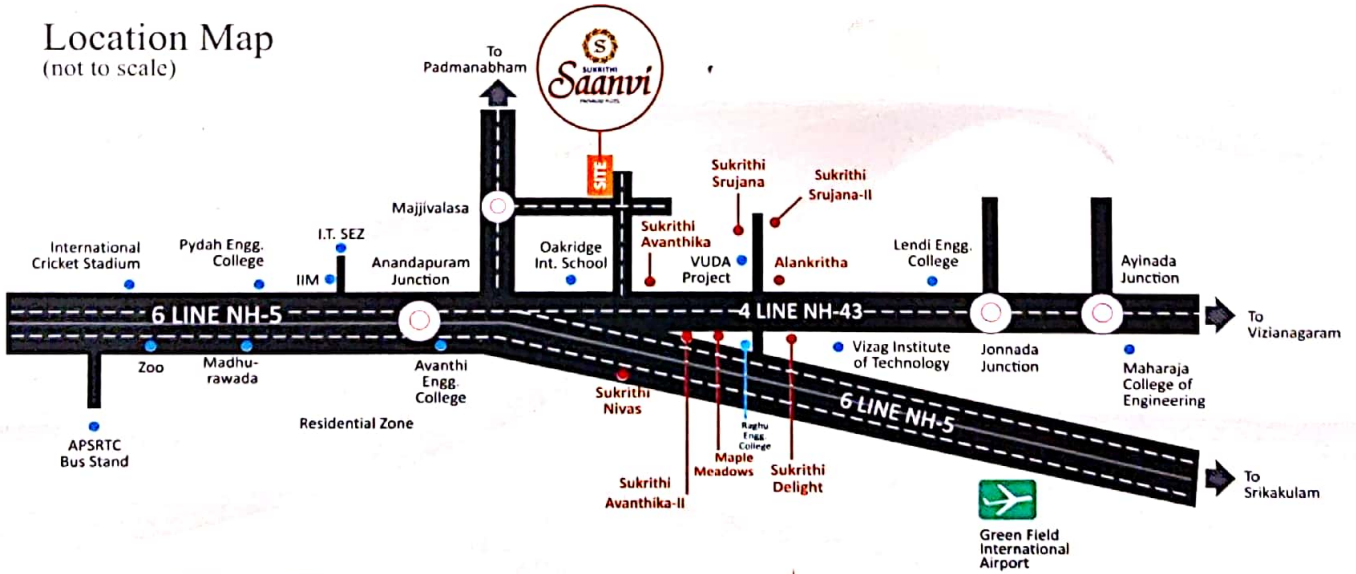 Location Map
(not to scale)
To
Padmanabham
S
SUKRITHI
Saanvi
SITE
Majjivalasa
Sukrithi
Srujana
Sukrithi
Srujana-II
International
Cricket Stadium
Pydah Engg.
College
I.T. SEZ
IIM
Anandapuram
Junction
Oakridge
Int. School
Sukrithi
Avanthika
VUDA
Project
Alankritha
Lendi Engg.
College
Ayinada
Junction
6 LINE NH-5
4 LINE NH-43
To
Vizianagaram
Zoo
Madhu-
rawada
Avanthi
Engg.
College
Sukrithi
Nivas
Vizag Institute
of Technology
Jonnada
Junction
Maharaja
College of
Engineering
6 LINE NH-5
Residential Zone
APSRTC
Bus Stand
Raghu
Engg.
College
Maple
Meadows
Sukrithi
Avanthika-II
Sukrithi
Delight
To
Srikakulam
Green Field
International
Airport